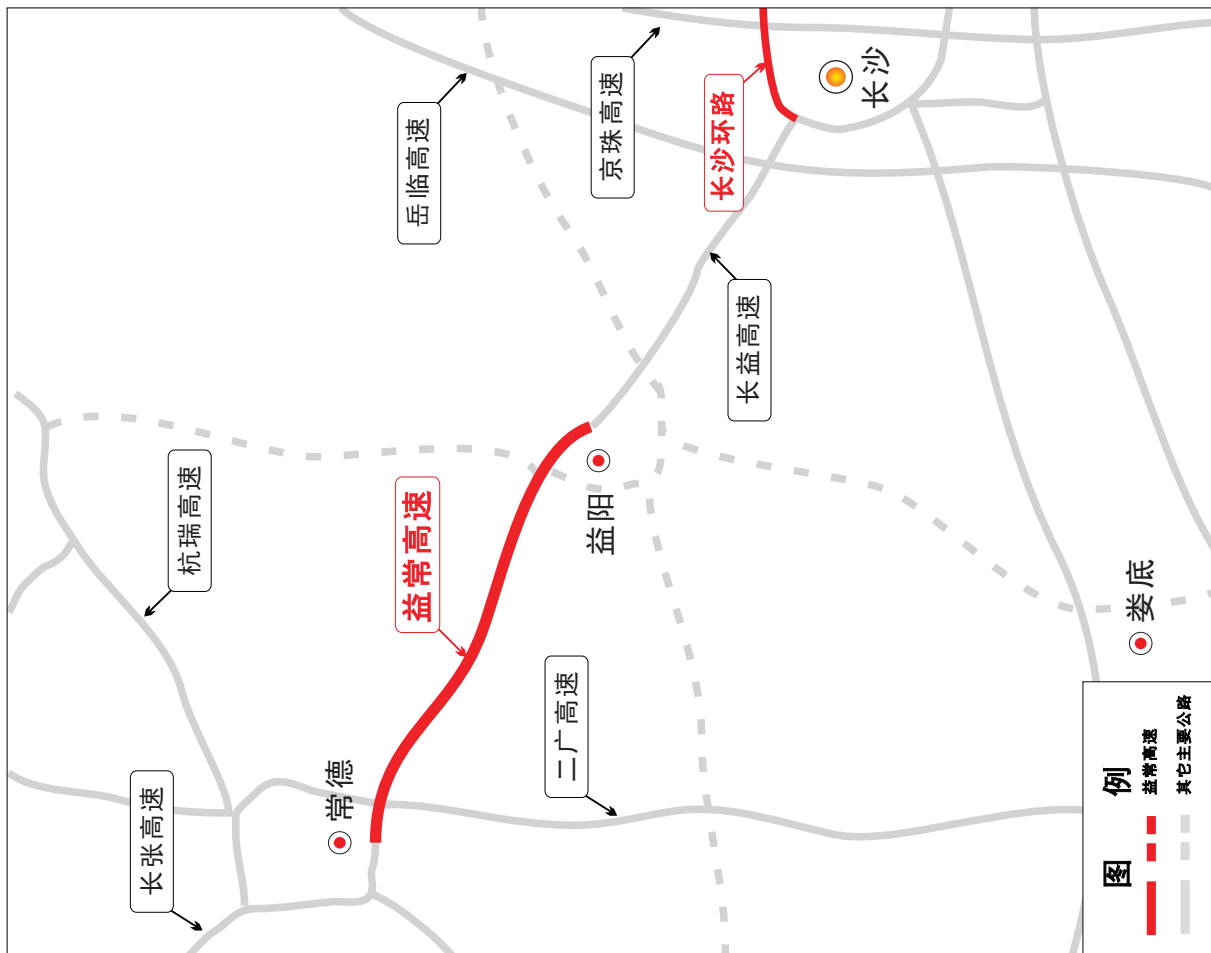 长张高速
杭瑞高速
岳临高速
京珠高速
长沙环路
长沙
常德
益常高速
益阳
长益高速
二广高速
娄底
图例
益常高速
其它主要公路